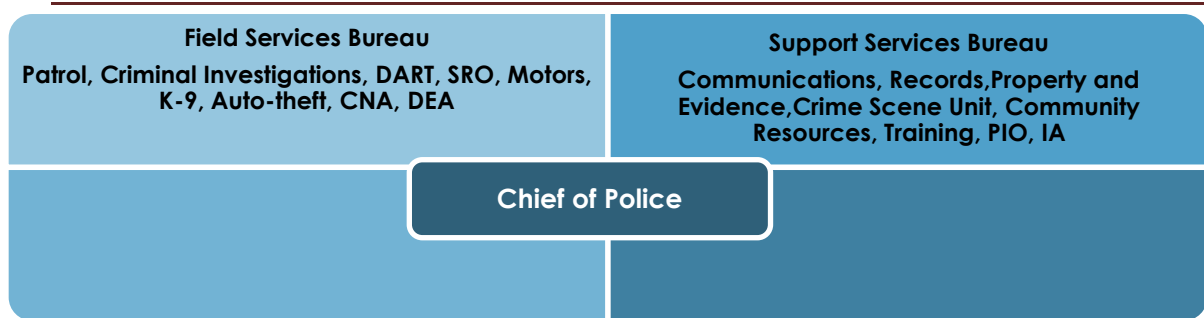 Field Services Bureau
Patrol, Criminal Investigations, DART, SRO, Motors,
K-9, Auto-theft, CNA, DEA
Support Services Bureau
Communications, Records,Property and
Evidence,Crime Scene Unit, Community
Resources, Training, PIO, IA
Chief of Police